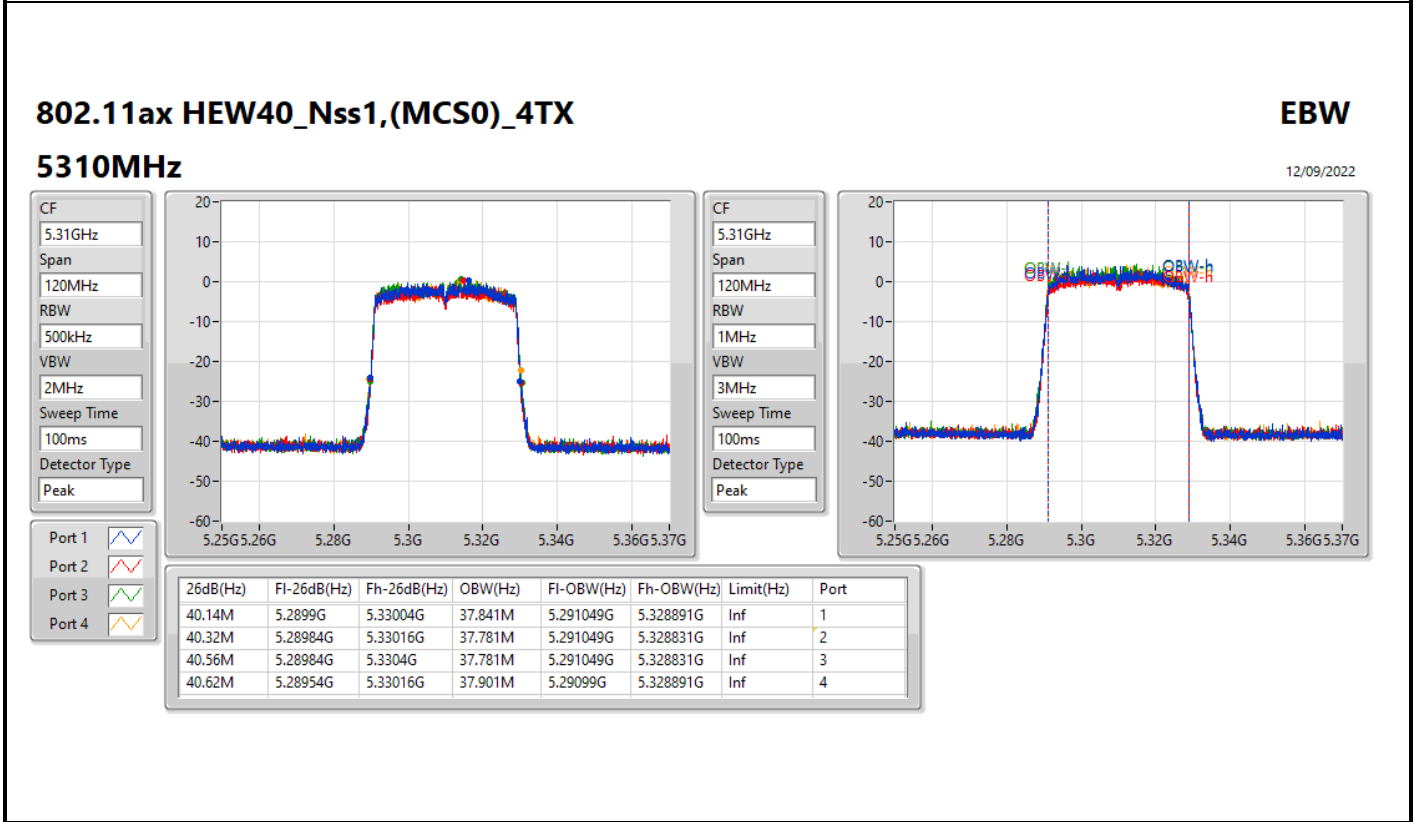 802.11ax HEW40_Nss1,(MCS0)_4TX EBW
5310MHz 12/09/2022
CF
5.31GHz
Span
120MHz
RBW
500kHz
VBW
2MHz
Sweep Time
100ms
Detector Type
Peak
20
10
0
-10
-20
-30
-40
-50
-60
5.25G 5.26G 5.28G 5.3G 5.32G 5.34G 5.36G 5.37G
CF
5.31GHz
Span
120MHz
RBW
1MHz
VBW
3MHz
Sweep Time
100ms
Detector Type
Peak
20
10
0
-10
-20
-30
-40
-50
-60
OBW-h
5.25G 5.26G 5.28G 5.3G 5.32G 5.34G 5.36G 5.37G
Port 1
Port 2
Port 3
Port 4
26dB(Hz) Fl-26dB(Hz) Fh-26dB(Hz) OBW(Hz) Fl-OBW(Hz) Fh-OBW(Hz) Limit(Hz) Port
40.14M 5.2899G 5.33004G 37.841M 5.291049G 5.328891G Inf 1
40.32M 5.28984G 5.33016G 37.781M 5.291049G 5.328831G Inf 2
40.56M 5.28984G 5.3304G 37.781M 5.291049G 5.328831G Inf 3
40.62M 5.28954G 5.33016G 37.901M 5.29099G 5.328891G Inf 4